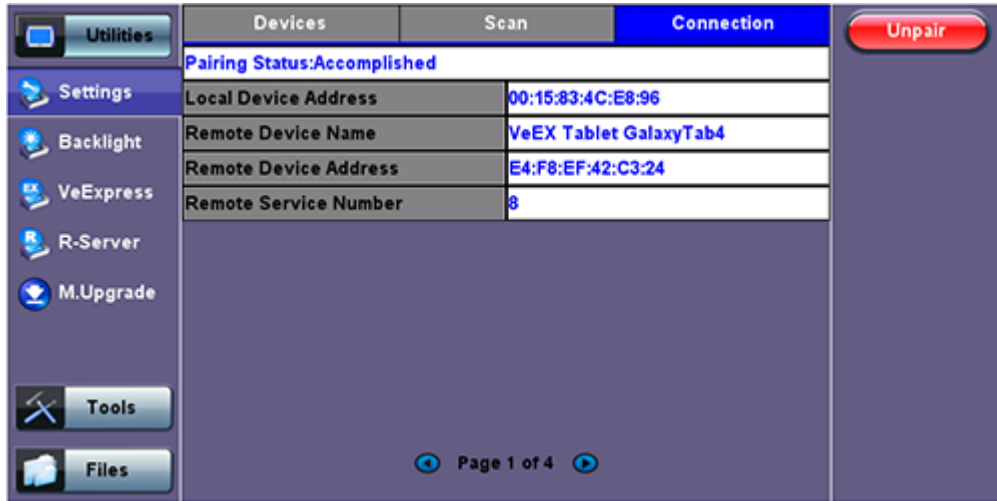 Utilities
Settings
Backlight
VeExpress
R-Server
M.Upgrade
Tools
Files
Devices Scan Connection
Pairing Status:Accomplished
Local Device Address 00:15:83:4C:E8:96
Remote Device Name VeEX Tablet GalaxyTab4
Remote Device Address E4:F8:EF:42:C3:24
Remote Service Number 8
Page 1 of 4
Unpair